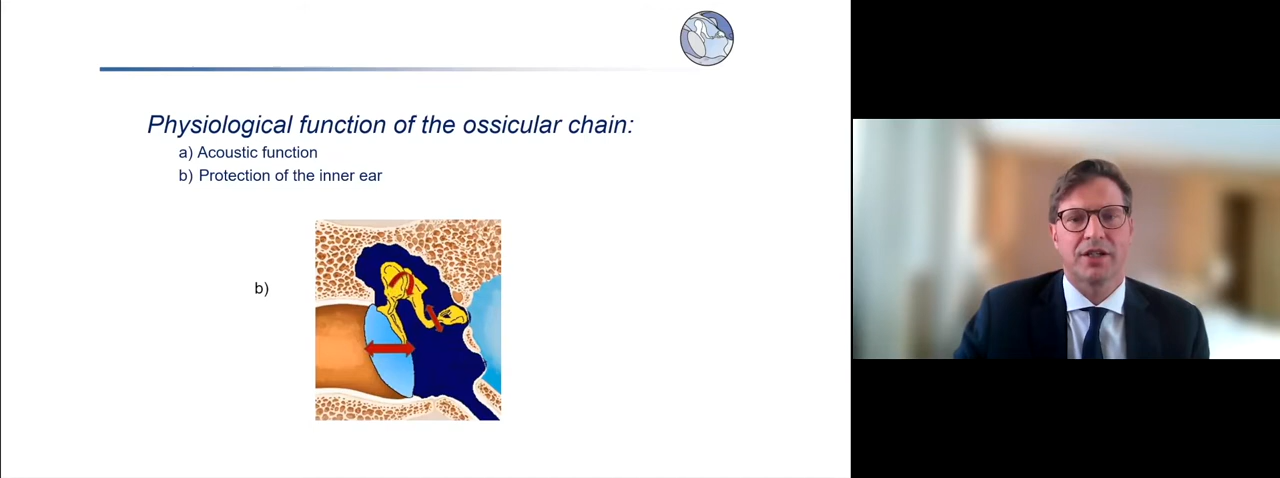 Physiological function of the ossicular chain:
a) Acoustic function
b) Protection of the inner ear
b)